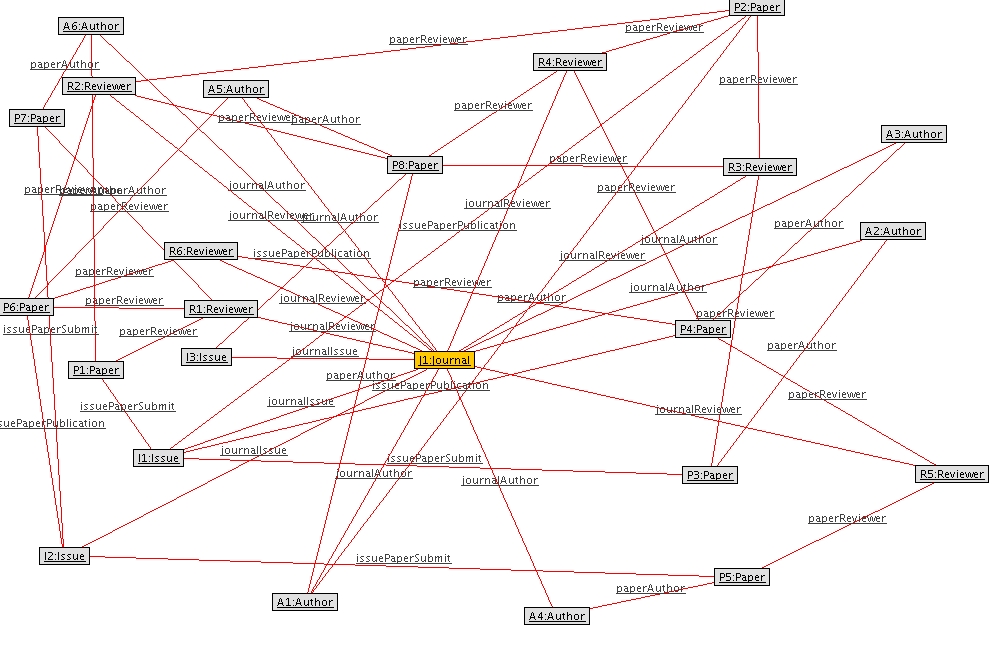 P2:Paper
A6:Author
paperReviewer
paperReviewer
R4:Reviewer
paperAuthor
paperReviewer
R2:Reviewer
A5:Author
paperReviewer
P7:Paper
paperReviewer
paperAuthor
A3:Author
paperReviewer
P8:Paper
R3:Reviewer
journalAuthor
paperReviewer
paperAuthor
paperReviewer
journalReviewer
journalReviewer
journalAuthor
issuePaperPublication
paperAuthor
A2:Author
journalAuthor
R6:Reviewer
issuePaperPublication
journalReviewer
paperReviewer
paperReviewer
journalAuthor
P6:Paper
paperReviewer
journalReviewer
paperAuthor
R1:Reviewer
paperReviewer
issuePaperSubmit
paperReviewer
journalReviewer
P4:Paper
I3:Issue
journalIssue
J1:Journal
paperAuthor
P1:Paper
paperAuthor
issuePaperPublication
paperReviewer
issuePaperSubmit
journalIssue
journalReviewer
suePaperPublication
journalIssue
I1:Issue
issuePaperSubmit
journalAuthor
journalAuthor
P3:Paper
R5:Reviewer
paperReviewer
I2:Issue
issuePaperSubmit
P5:Paper
paperAuthor
A1:Author
A4:Author